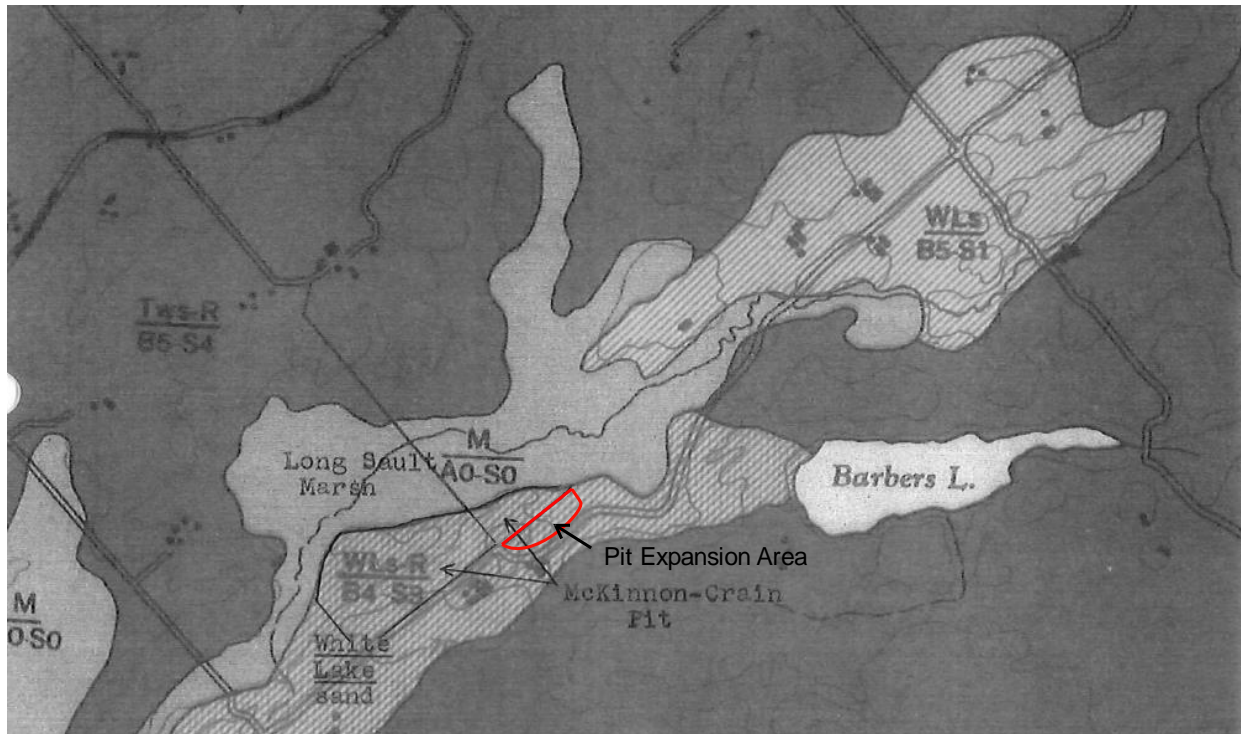 WLs
B5-S1
Tws-R
B5-S4
M
A0-S0
Long Sault
Marsh
Barbers L.
Pit Expansion Area
WLs-R
B4-S3
McKinnon-Crain
Pit
M
0-S0
White
Lake
sand